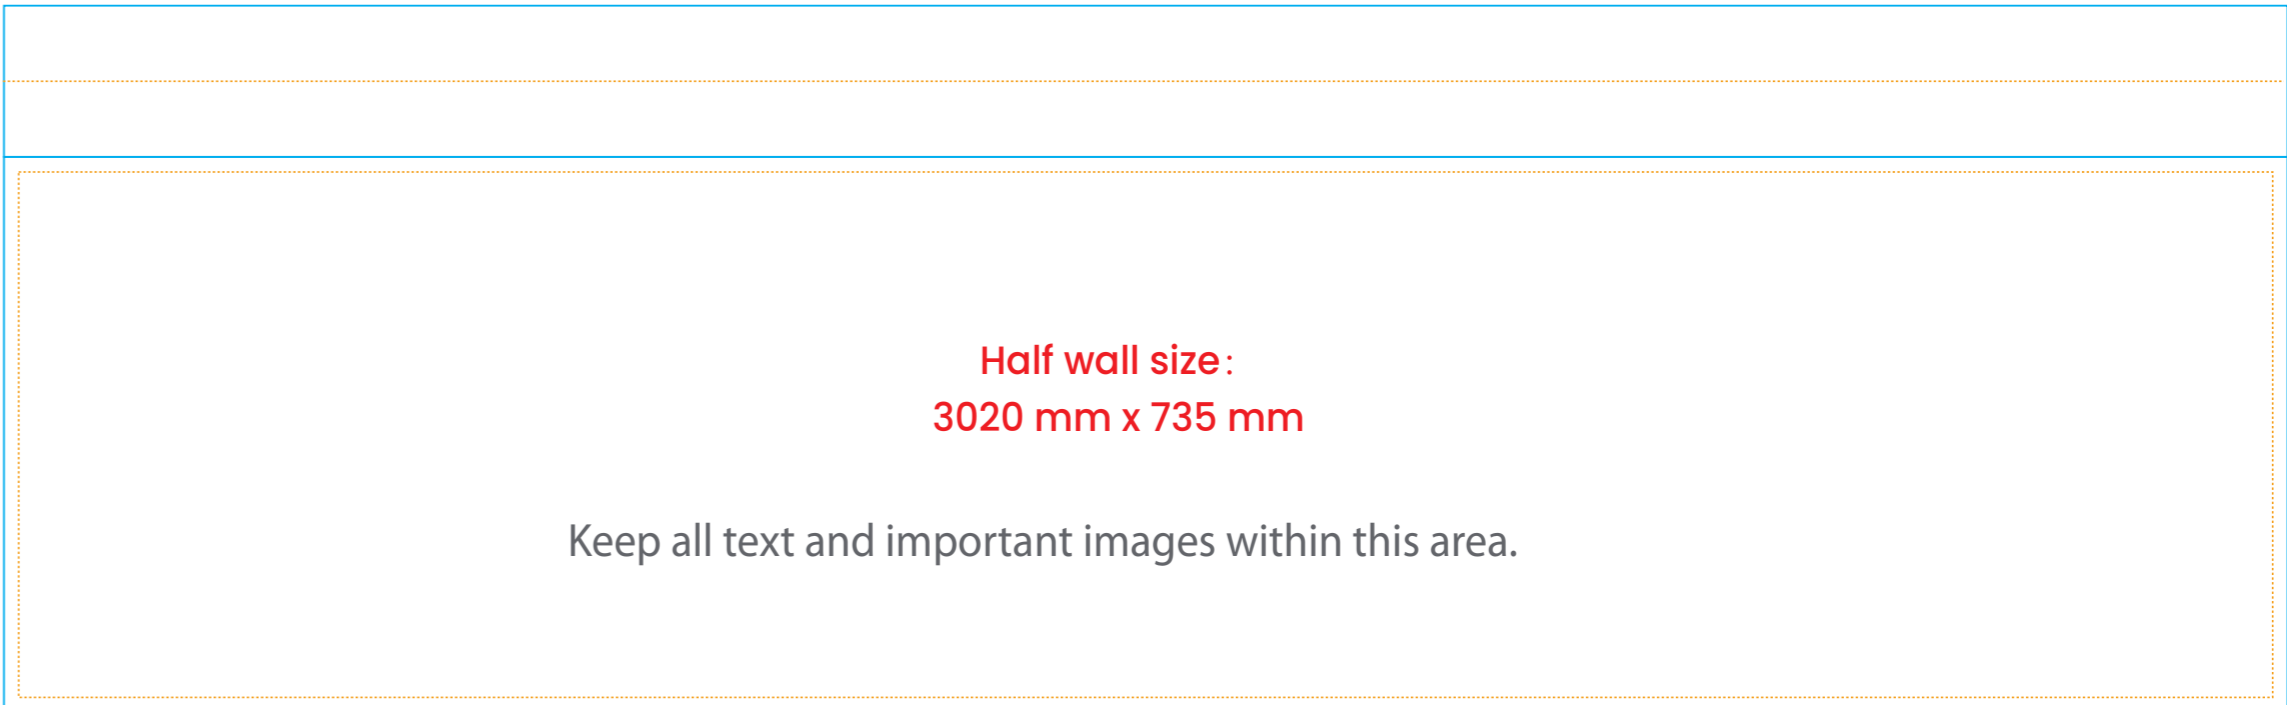 Half wall size:
3020 mm x 735 mm
Keep all text and important images within this area.